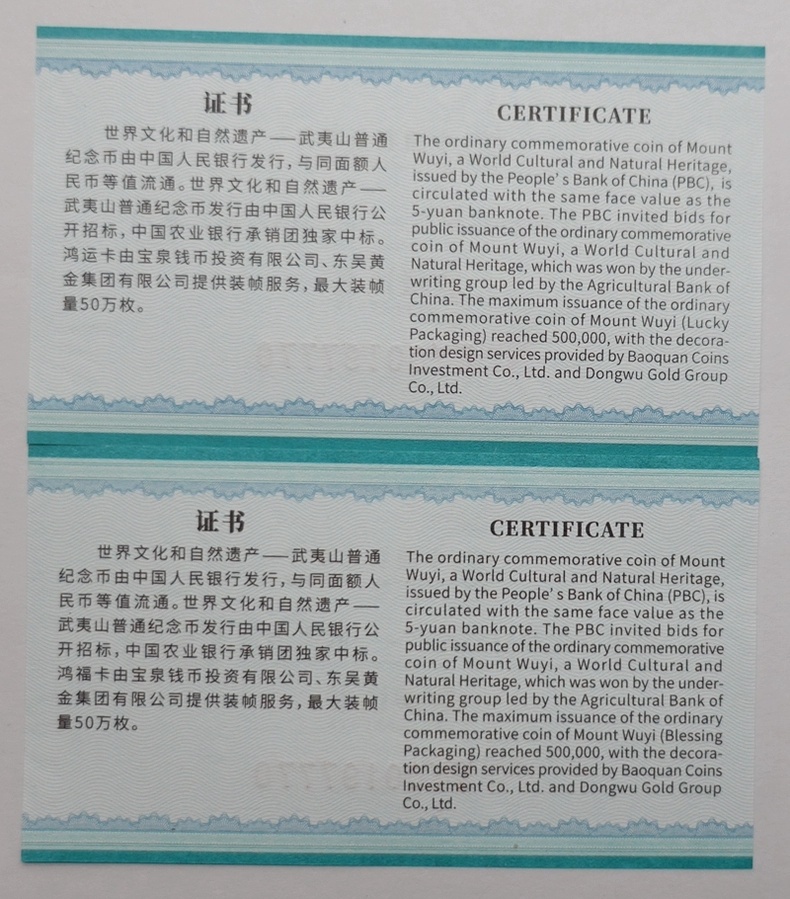 证书
世界文化和自然遗产——武夷山普通
纪念币由中国人民银行发行，与同面额人
民币等值流通。世界文化和自然遗产——
武夷山普通纪念币发行由中国人民银行公
开招标，中国农业银行承销团独家中标。
鸿运卡由宝泉钱币投资有限公司、东吴黄
金集团有限公司提供装帧服务，最大装帧
量50万枚。
CERTIFICATE
The ordinary commemorative coin of Mount
Wuyi, a World Cultural and Natural Heritage,
issued by the People's Bank of China (PBC), is
circulated with the same face value as the
5-yuan banknote. The PBC invited bids for
public issuance of the ordinary commemorative
coin of Mount Wuyi, a World Cultural and
Natural Heritage, which was won by the under-
writing group led by the Agricultural Bank of
China. The maximum issuance of the ordinary
commemorative coin of Mount Wuyi (Lucky
Packaging) reached 500,000, with the decora-
tion design services provided by Baoquan Coins
Investment Co., Ltd. and Dongwu Gold Group
Co., Ltd.
证书
世界文化和自然遗产——武夷山普通
纪念币由中国人民银行发行，与同面额人
民币等值流通。世界文化和自然遗产——
武夷山普通纪念币发行由中国人民银行公
开招标，中国农业银行承销团独家中标。
鸿福卡由宝泉钱币投资有限公司、东吴黄
金集团有限公司提供装帧服务，最大装帧
量50万枚。
CERTIFICATE
The ordinary commemorative coin of Mount
Wuyi, a World Cultural and Natural Heritage,
issued by the People's Bank of China (PBC), is
circulated with the same face value as the
5-yuan banknote. The PBC invited bids for
public issuance of the ordinary commemorative
coin of Mount Wuyi, a World Cultural and
Natural Heritage, which was won by the under-
writing group led by the Agricultural Bank of
China. The maximum issuance of the ordinary
commemorative coin of Mount Wuyi (Blessing
Packaging) reached 500,000, with the decora-
tion design services provided by Baoquan Coins
Investment Co., Ltd. and Dongwu Gold Group
Co., Ltd.